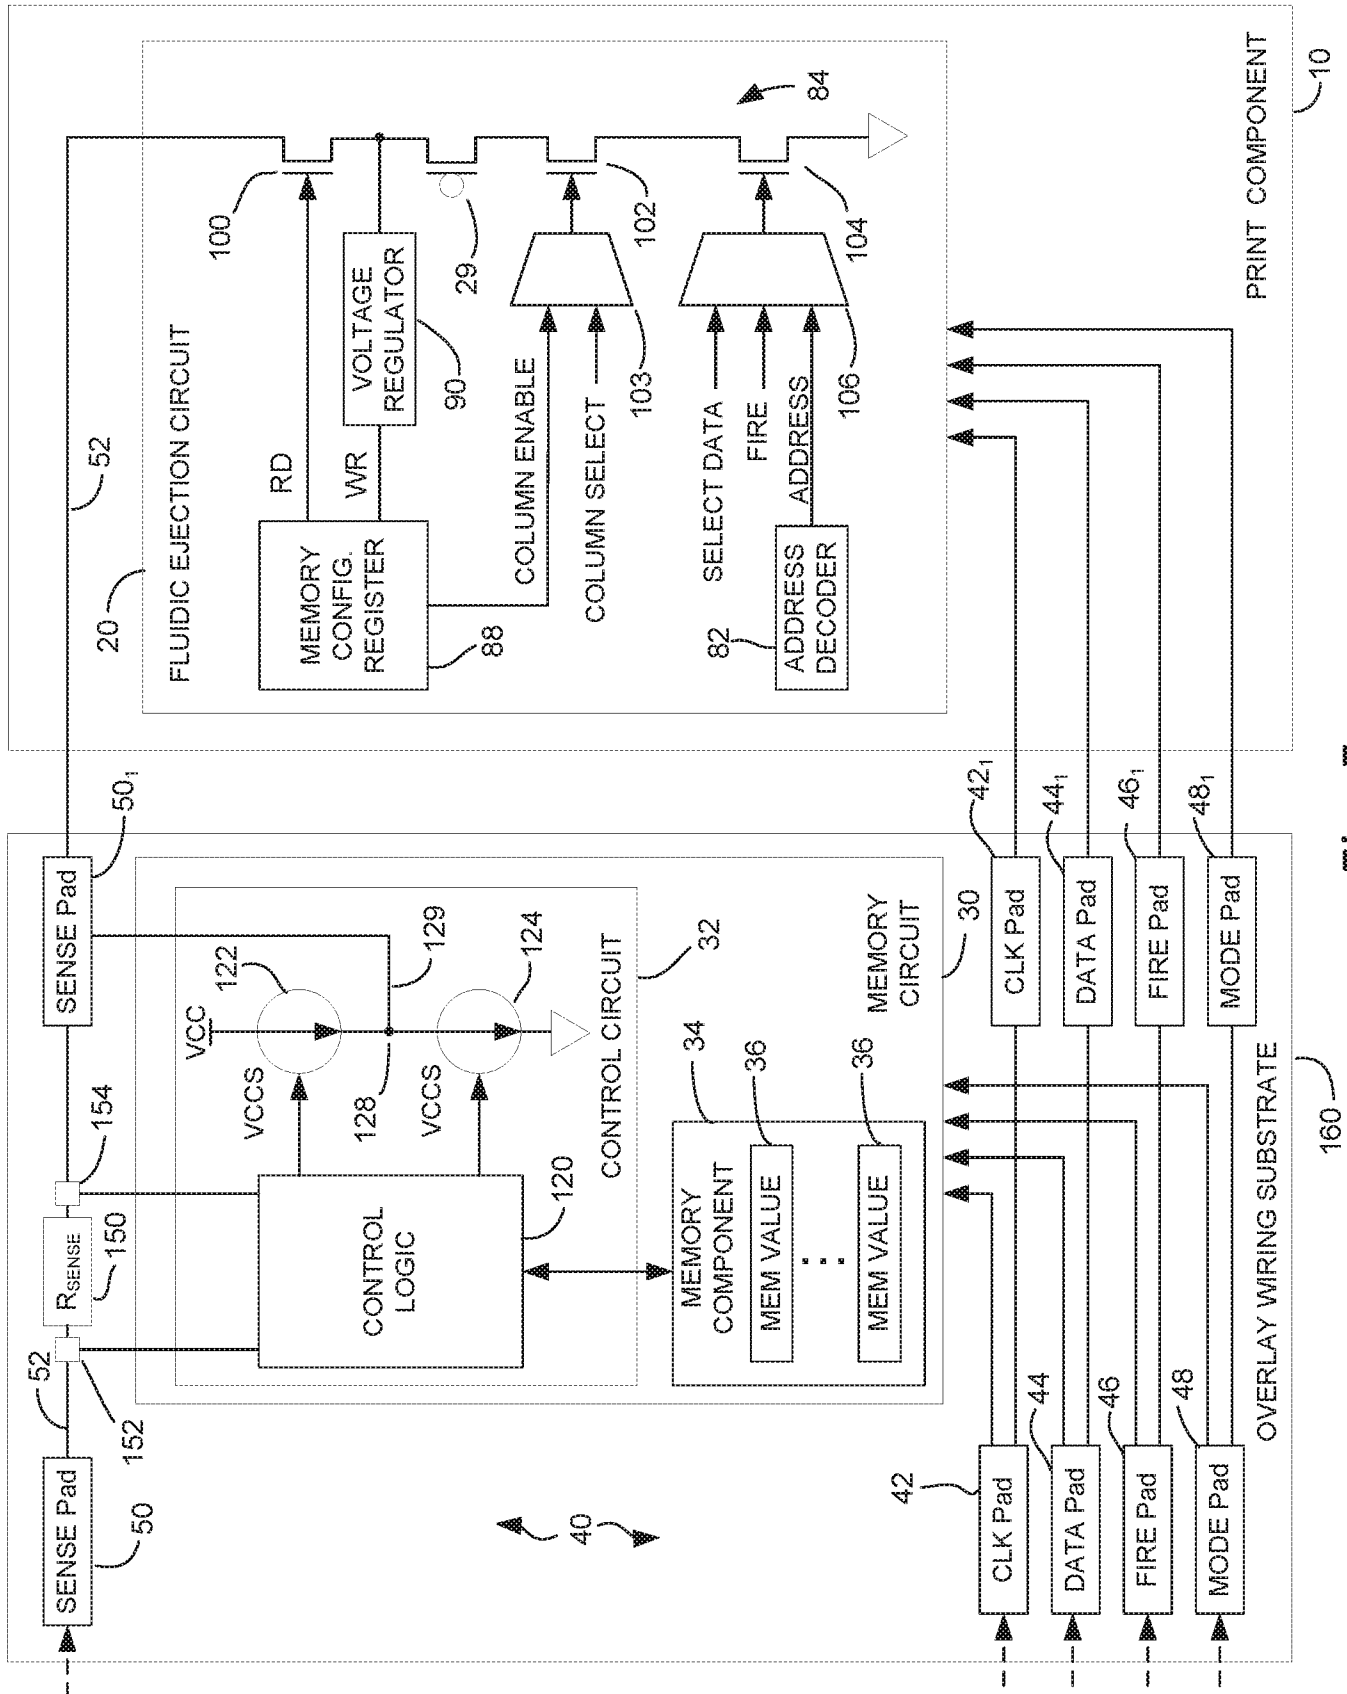 52
20
FLUIDIC EJECTION CIRCUIT
MEMORY
CONFIG.
REGISTER
88
RD
WR
VOLTAGE
REGULATOR
90
100
29
COLUMN ENABLE
COLUMN SELECT
103
102
SELECT DATA
FIRE
ADDRESS
106
104
84
ADDRESS
DECODER
82
PRINT COMPONENT
10
SENSE Pad
50
52
152
RSENSE
150
154
SENSE Pad
50₁
CONTROL
LOGIC
120
VCCS
VCCS
VCC
122
124
128
129
CONTROL CIRCUIT
32
MEMORY
COMPONENT
34
MEM VALUE
36
MEM VALUE
36
MEMORY
CIRCUIT
30
40
CLK Pad
42
DATA Pad
44
FIRE Pad
46
MODE Pad
48
CLK Pad
42₁
DATA Pad
44₁
FIRE Pad
46₁
MODE Pad
48₁
OVERLAY WIRING SUBSTRATE
160